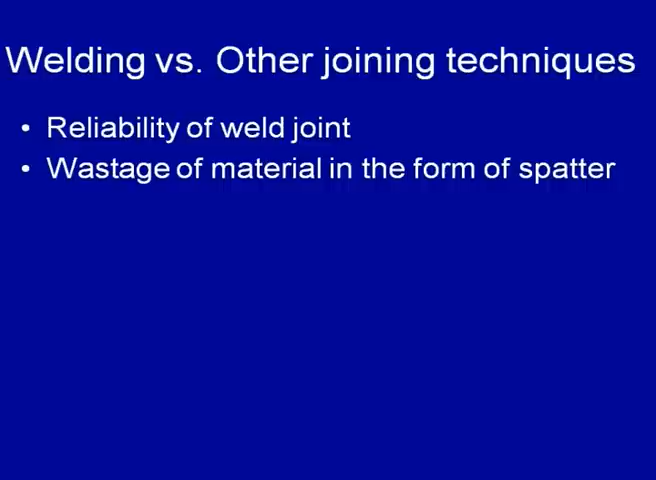 Welding vs. Other joining techniques
• Reliability of weld joint
• Wastage of material in the form of spatter